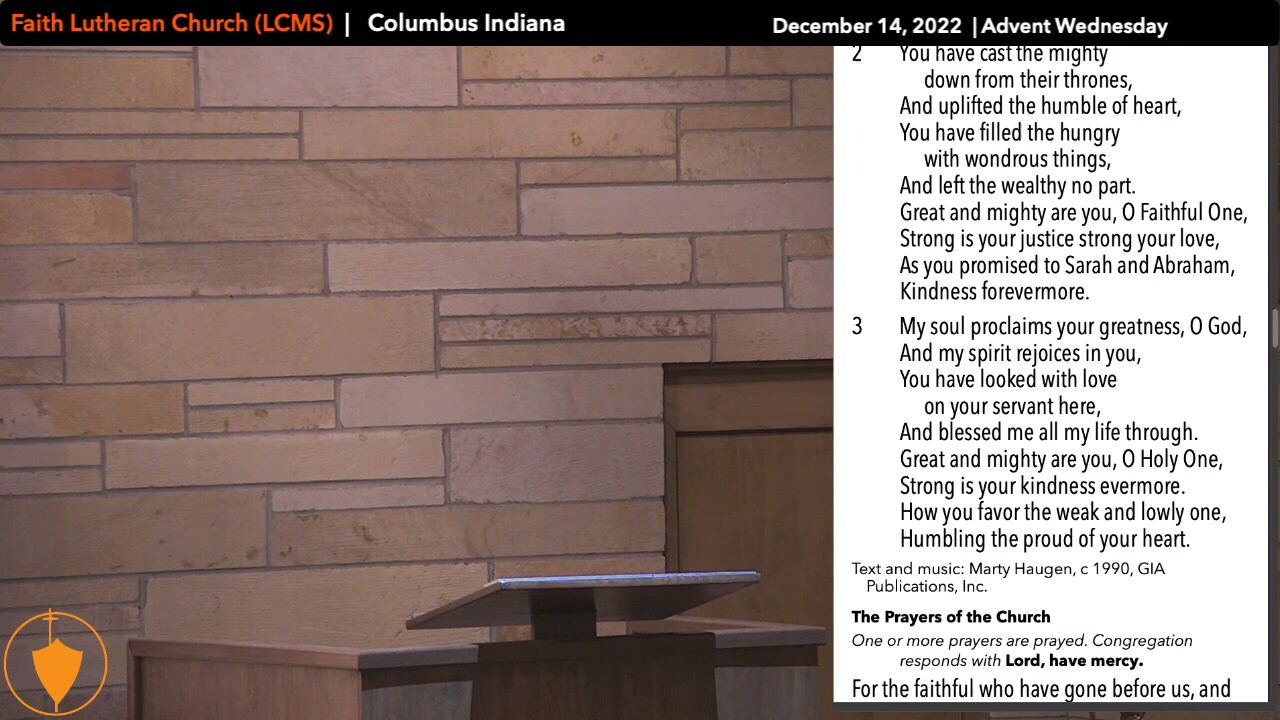 Faith Lutheran Church (LCMS) | Columbus Indiana
December 14, 2022 | Advent Wednesday
2 You have cast the mighty
down from their thrones,
And uplifted the humble of heart,
You have filled the hungry
with wondrous things,
And left the wealthy no part.
Great and mighty are you, O Faithful One,
Strong is your justice strong your love,
As you promised to Sarah and Abraham,
Kindness forevermore.
3 My soul proclaims your greatness, O God,
And my spirit rejoices in you,
You have looked with love
on your servant here,
And blessed me all my life through.
Great and mighty are you, O Holy One,
Strong is your kindness evermore.
How you favor the weak and lowly one,
Humbling the proud of your heart.
Text and music: Marty Haugen, c 1990, GIA
Publications, Inc.
The Prayers of the Church
One or more prayers are prayed. Congregation
responds with Lord, have mercy.
For the faithful who have gone before us, and